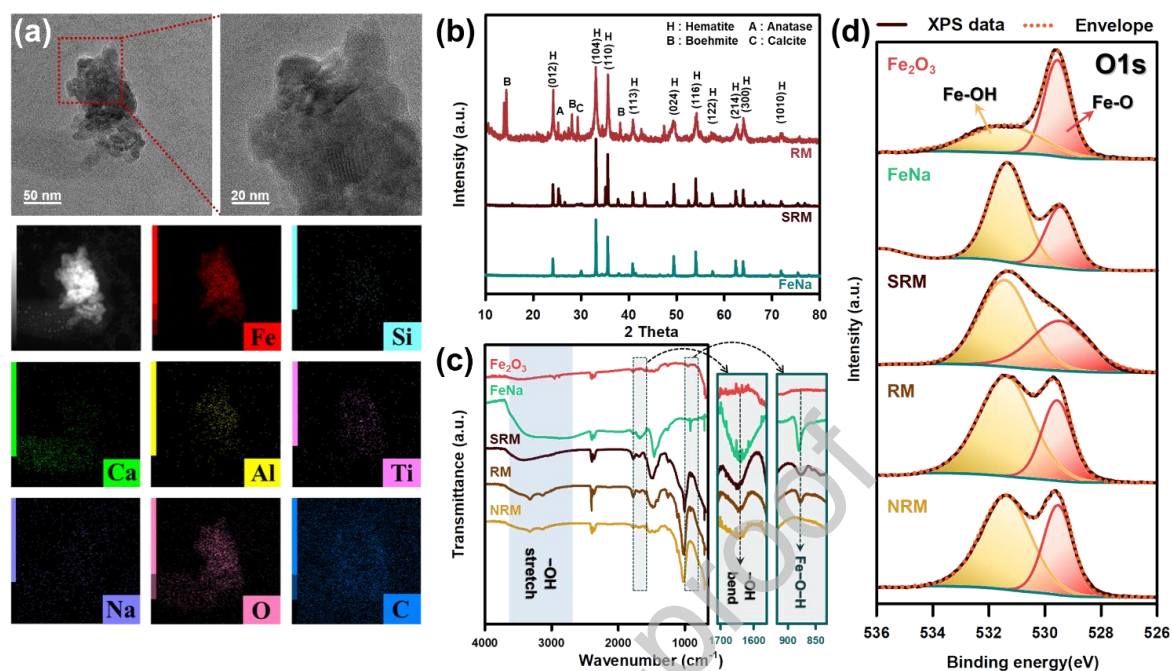 (a)
50 nm
20 nm
Fe
Si
Ca
Al
Ti
Na
O
C
(b)
H : Hematite A : Anatase
B : Boehmite C : Calcite
Intensity (a.u.)
B
(012) H
A
B
C
(104) H
(110) H
B
(113) H
(024) H
(116) H
(122) H
(214) H
(300) H
(1010) H
RM
SRM
FeNa
10 20 30 40 50 60 70 80
2 Theta
(c)
Transmittance (a.u.)
Fe₂O₃
FeNa
SRM
RM
NRM
–OH
stretch
–OH
bend
Fe–O–H
4000 3000 2000 1000
1700 1600
900 850
Wavenumber (cm⁻¹)
(d)
XPS data Envelope
O1s
Intensity (a.u.)
Fe₂O₃
Fe-OH
Fe-O
FeNa
SRM
RM
NRM
536 534 532 530 528 526
Binding energy(eV)
proof